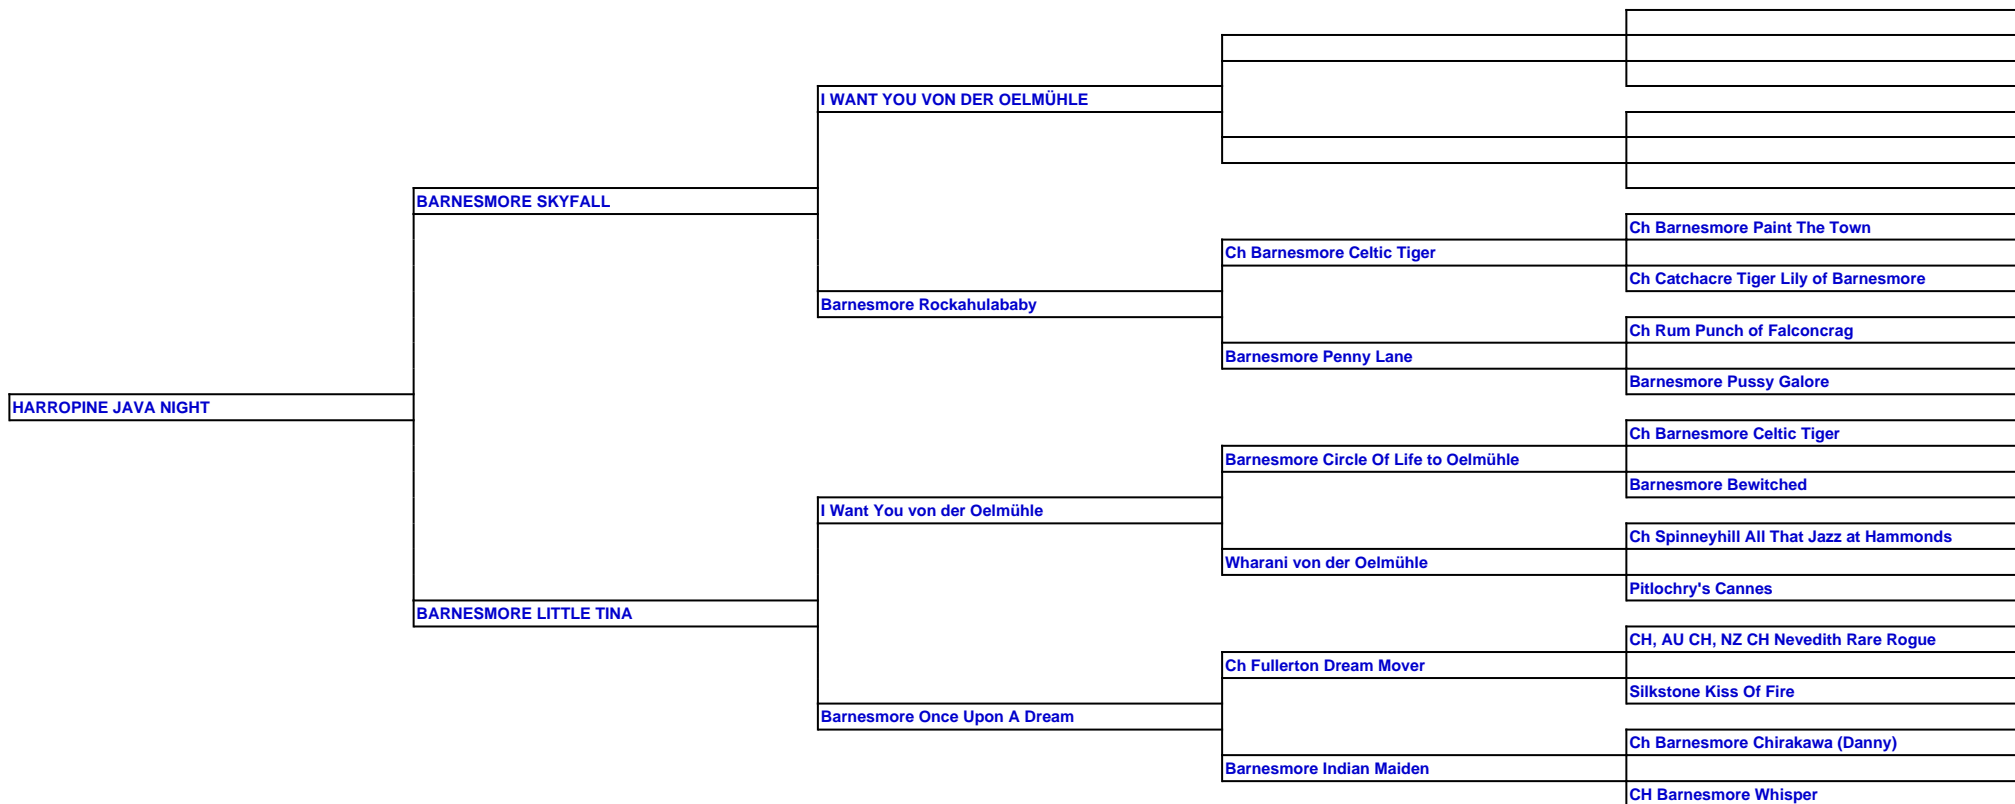 I WANT YOU VON DER OELMÜHLE
BARNESMORE SKYFALL
Ch Barnesmore Paint The Town
Ch Barnesmore Celtic Tiger
Ch Catchacre Tiger Lily of Barnesmore
Barnesmore Rockahulababy
Ch Rum Punch of Falconcrag
Barnesmore Penny Lane
Barnesmore Pussy Galore
HARROPINE JAVA NIGHT
Ch Barnesmore Celtic Tiger
Barnesmore Circle Of Life to Oelmühle
Barnesmore Bewitched
I Want You von der Oelmühle
Ch Spinneyhill All That Jazz at Hammonds
Wharani von der Oelmühle
Pitlochry's Cannes
BARNESMORE LITTLE TINA
CH, AU CH, NZ CH Nevedith Rare Rogue
Ch Fullerton Dream Mover
Silkstone Kiss Of Fire
Barnesmore Once Upon A Dream
Ch Barnesmore Chirakawa (Danny)
Barnesmore Indian Maiden
CH Barnesmore Whisper